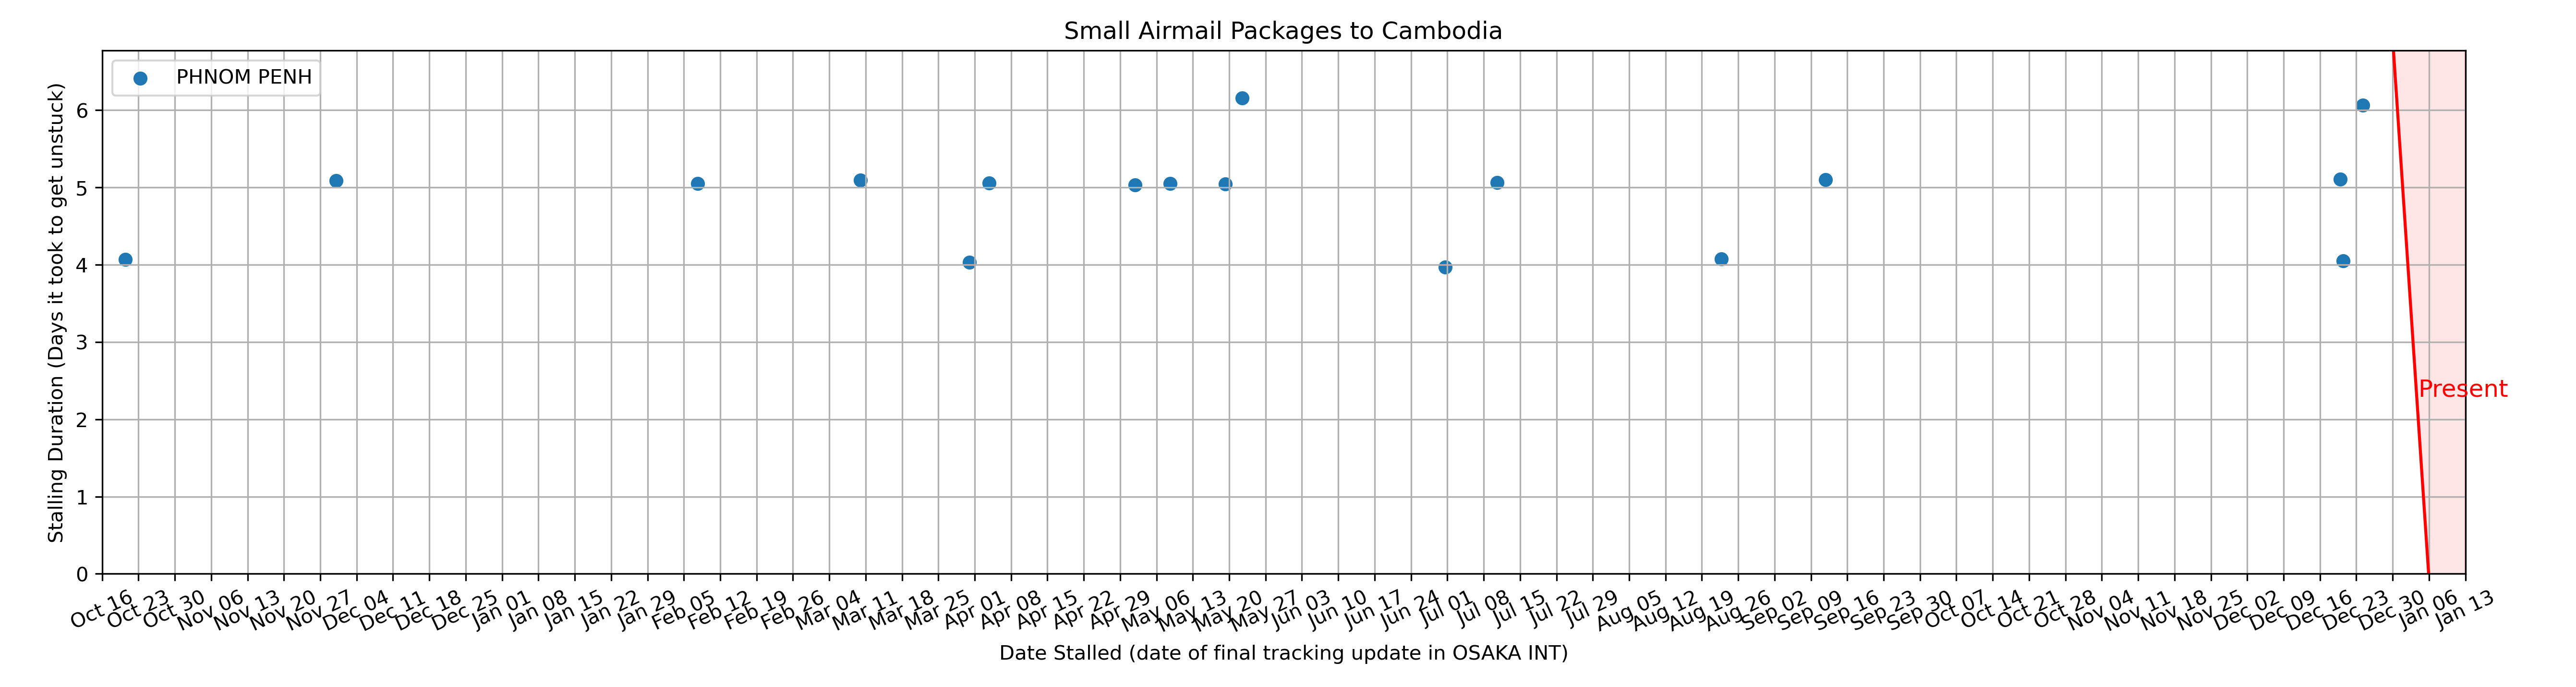 Small Airmail Packages to Cambodia
PHNOM PENH
Stalling Duration (Days it took to get unstuck)
6
5
4
3
2
1
0
Present
Oct 16
Oct 23
Oct 30
Nov 06
Nov 13
Nov 20
Nov 27
Dec 04
Dec 11
Dec 18
Dec 25
Jan 01
Jan 08
Jan 15
Jan 22
Jan 29
Feb 05
Feb 12
Feb 19
Feb 26
Mar 04
Mar 11
Mar 18
Mar 25
Apr 01
Apr 08
Apr 15
Apr 22
Apr 29
May 06
May 13
May 20
May 27
Jun 03
Jun 10
Jun 17
Jun 24
Jul 01
Jul 08
Jul 15
Jul 22
Jul 29
Aug 05
Aug 12
Aug 19
Aug 26
Sep 02
Sep 09
Sep 16
Sep 23
Sep 30
Oct 07
Oct 14
Oct 21
Oct 28
Nov 04
Nov 11
Nov 18
Nov 25
Dec 02
Dec 09
Dec 16
Dec 23
Dec 30
Jan 06
Jan 13
Date Stalled (date of final tracking update in OSAKA INT)